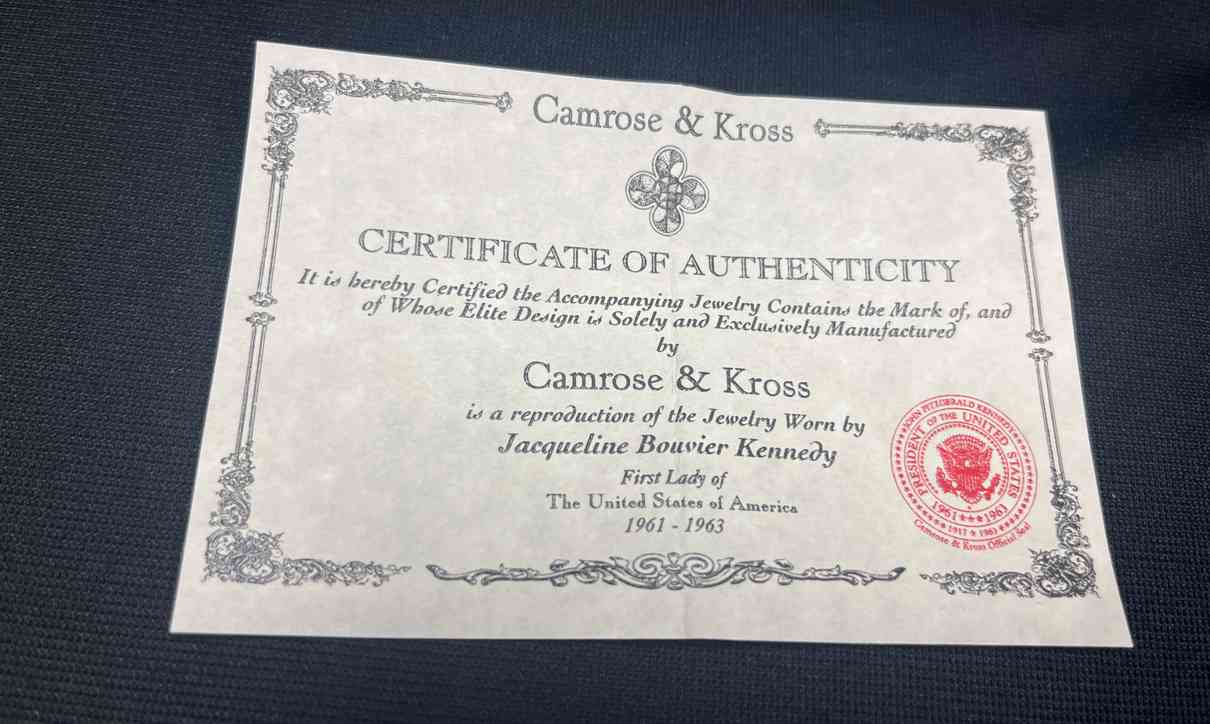 Camrose & Kross
CERTIFICATE OF AUTHENTICITY
It is hereby Certified the Accompanying Jewelry Contains the Mark of, and
of Whose Elite Design is Solely and Exclusively Manufactured
by
Camrose & Kross
is a reproduction of the Jewelry Worn by
Jacqueline Bouvier Kennedy
First Lady of
The United States of America
1961 - 1963
JOHN FITZGERALD KENNEDY
PRESIDENT OF THE UNITED STATES
1961 ★★★ 1963
1917 ★ 1963
Camrose & Kross Official Seal